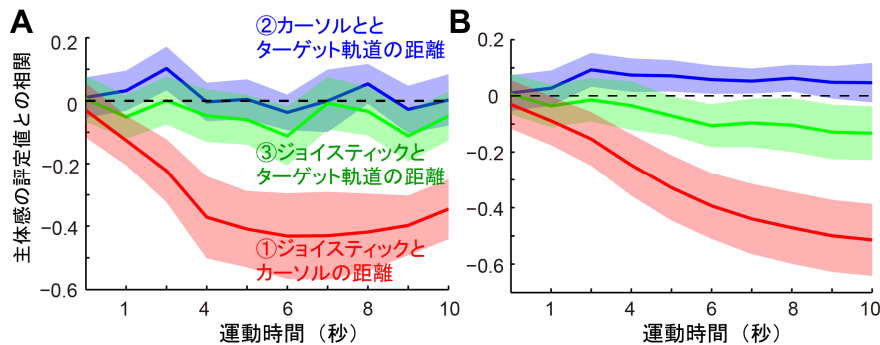 A
②カーソルとと
ターゲット軌道の距離
③ジョイスティックと
ターゲット軌道の距離
①ジョイスティックと
カーソルの距離
主体感の評定値との相関
0.2
0
−0.2
−0.4
−0.6
1
4
6
8
10
運動時間（秒）
B
0.2
0
−0.2
−0.4
−0.6
1
4
6
8
10
運動時間（秒）